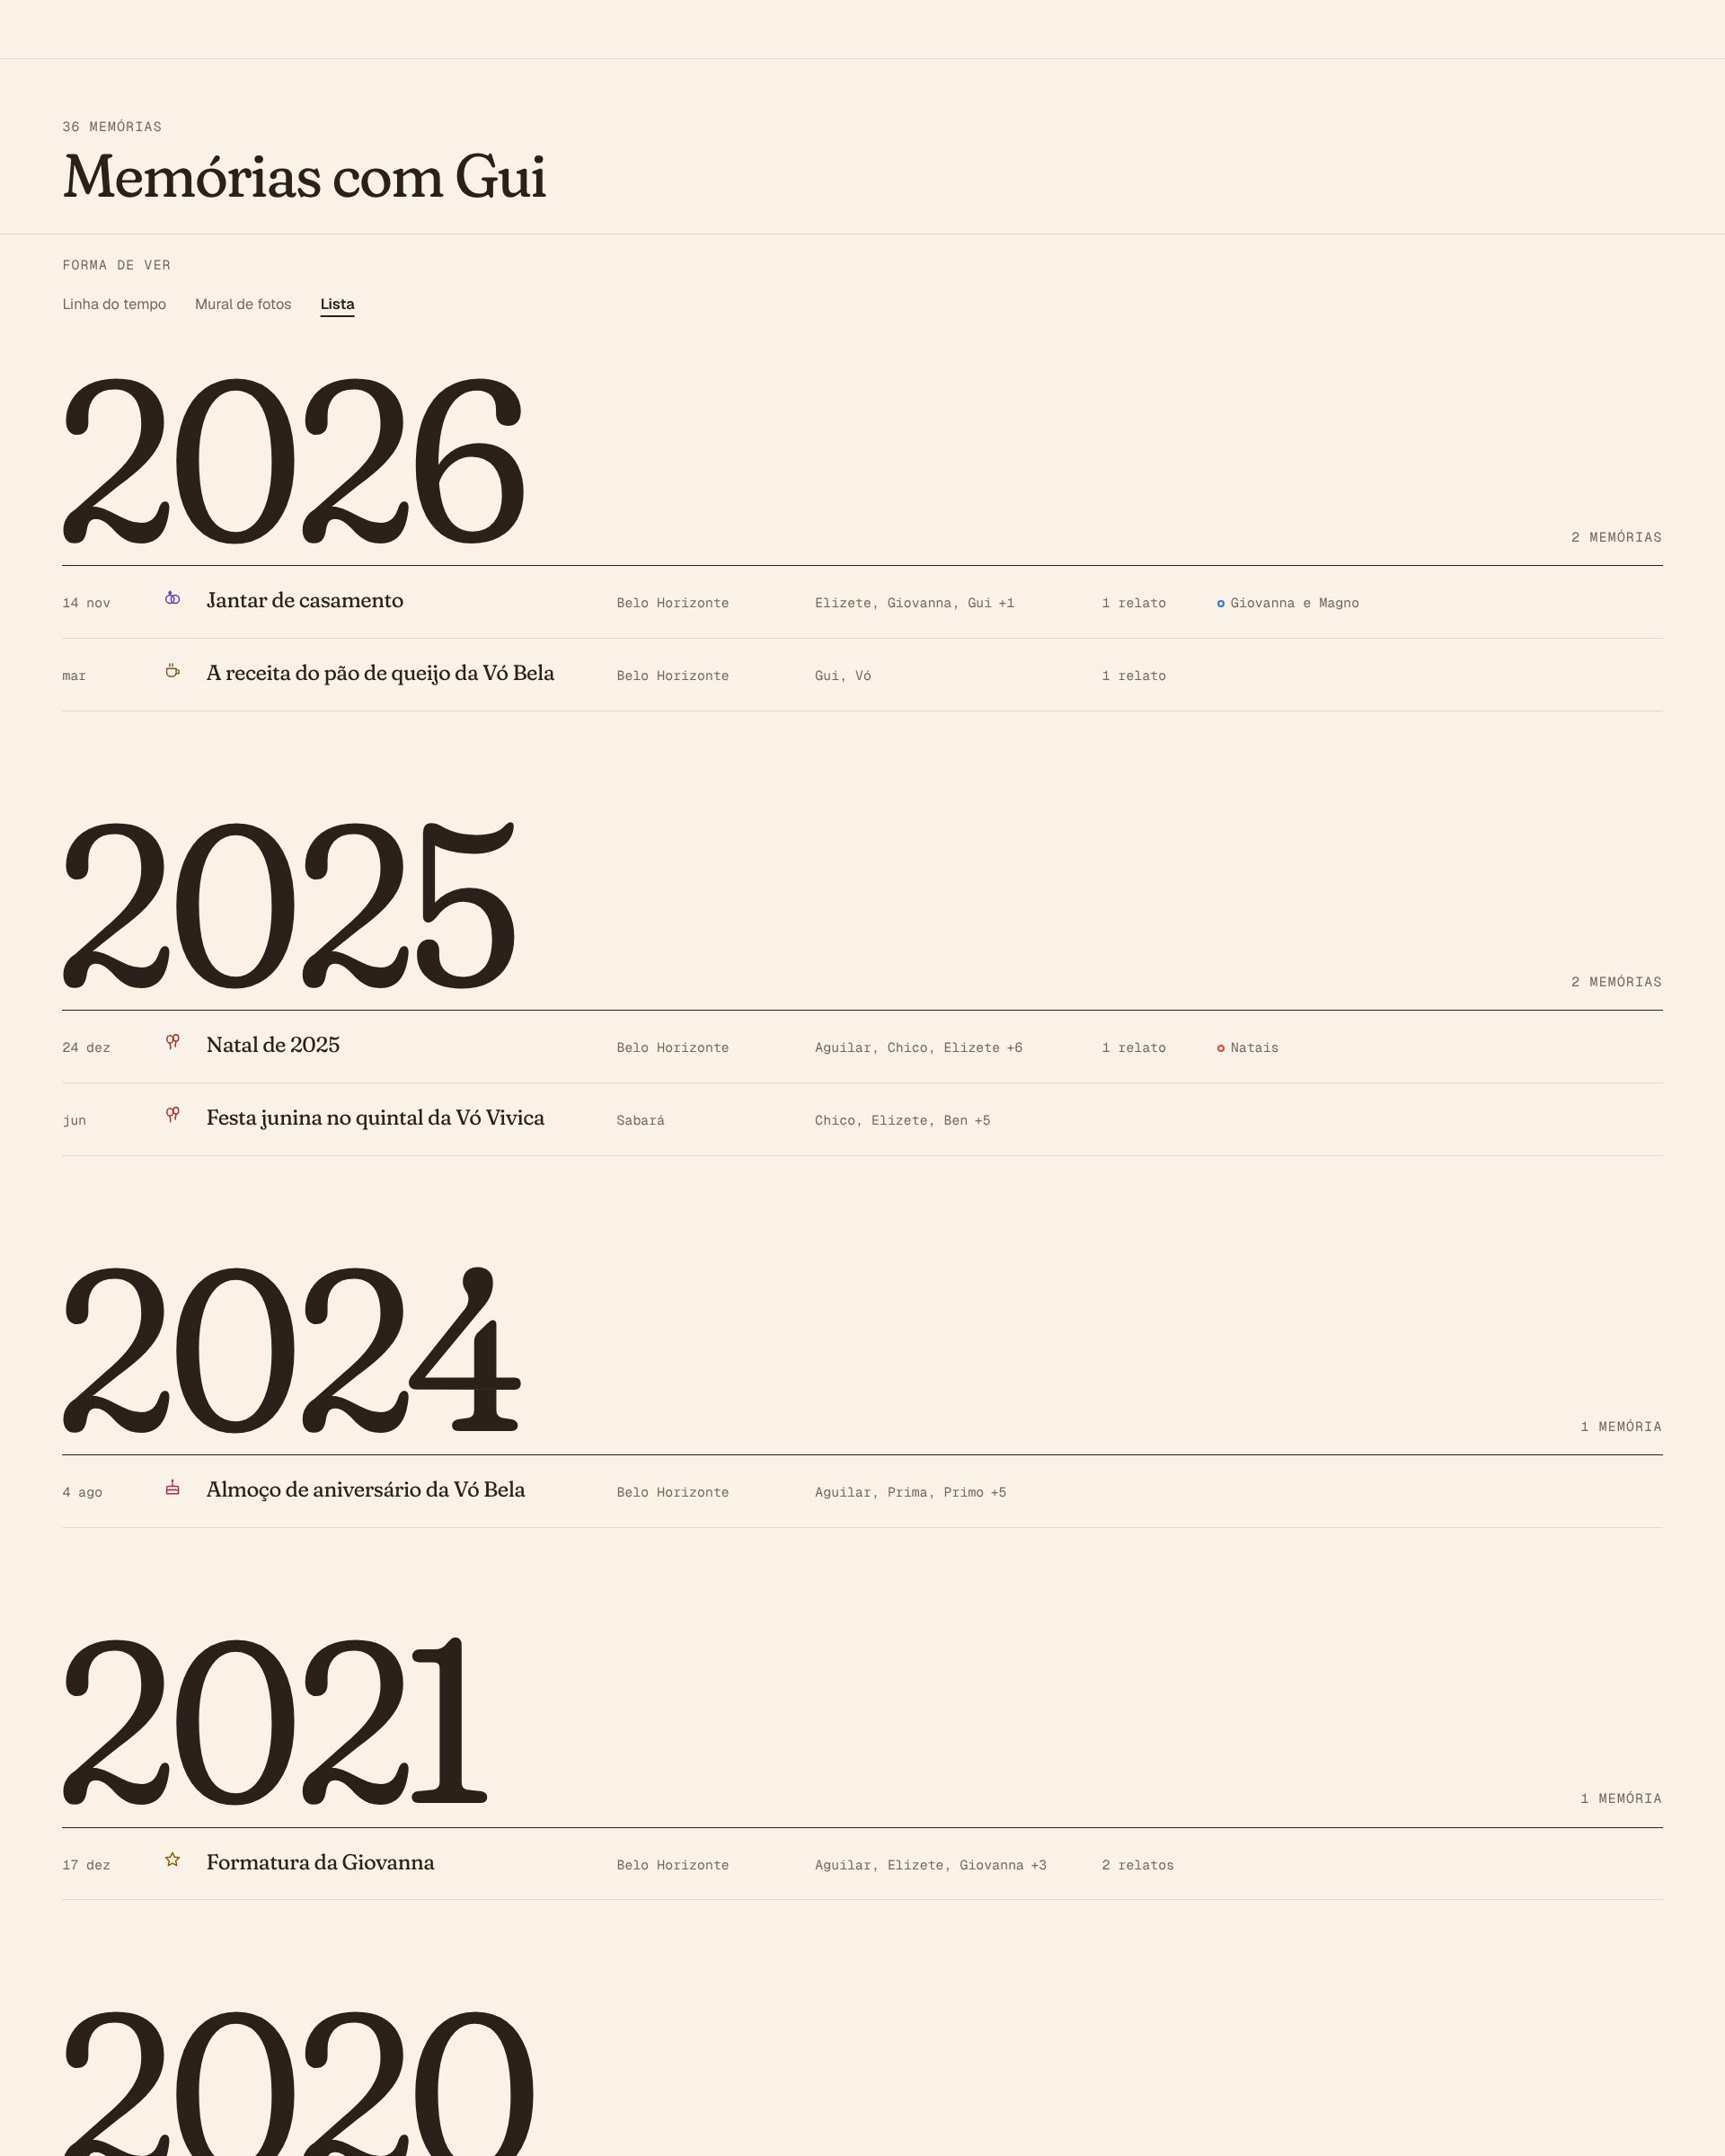 36 MEMÓRIAS
Memórias com Gui
FORMA DE VER
Linha do tempo Mural de fotos Lista
2026
2 MEMÓRIAS
14 nov Jantar de casamento Belo Horizonte Elizete, Giovanna, Gui +1 1 relato Giovanna e Magno
mar A receita do pão de queijo da Vó Bela Belo Horizonte Gui, Vó 1 relato
2025
2 MEMÓRIAS
24 dez Natal de 2025 Belo Horizonte Aguilar, Chico, Elizete +6 1 relato Natais
jun Festa junina no quintal da Vó Vivica Sabará Chico, Elizete, Ben +5
2024
1 MEMÓRIA
4 ago Almoço de aniversário da Vó Bela Belo Horizonte Aguilar, Prima, Primo +5
2021
1 MEMÓRIA
17 dez Formatura da Giovanna Belo Horizonte Aguilar, Elizete, Giovanna +3 2 relatos
2020